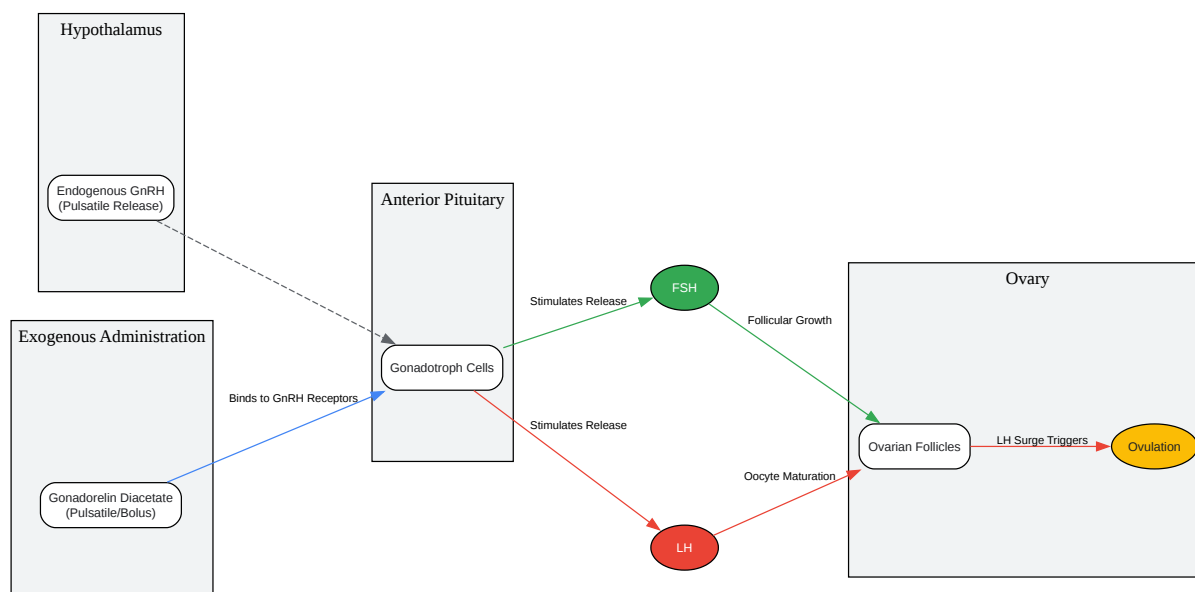 Hypothalamus
Endogenous GnRH
(Pulsatile Release)
Exogenous Administration
Gonadorelin Diacetate
(Pulsatile/Bolus)
Binds to GnRH Receptors
Anterior Pituitary
Gonadotroph Cells
Stimulates Release
Stimulates Release
FSH
LH
Follicular Growth
Oocyte Maturation
Ovary
Ovarian Follicles
LH Surge Triggers
Ovulation